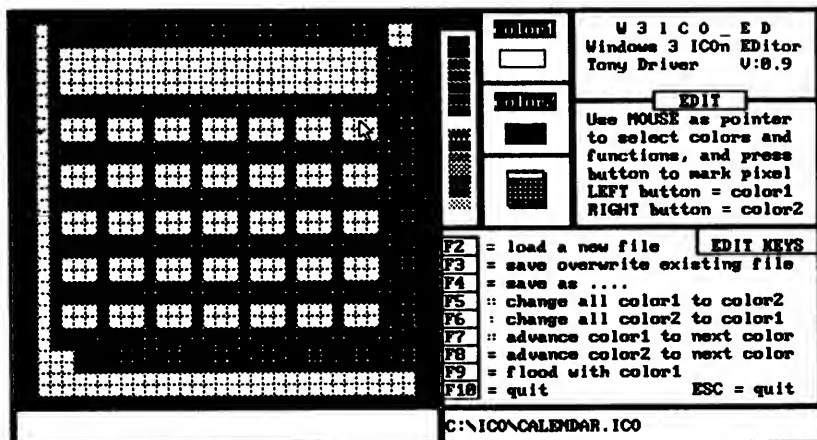 color1
W 3 I C O _ E D
Windows 3 ICOn EDitor
Tony Driver V:0.9
color2
EDIT
Use MOUSE as pointer
to select colors and
functions, and press
button to mark pixel
LEFT button = color1
RIGHT button = color2
EDIT KEYS
F2 = load a new file
F3 = save overwrite existing file
F4 = save as ....
F5 :: change all color1 to color2
F6 : change all color2 to color1
F7 :: advance color1 to next color
F8 = advance color2 to next color
F9 = flood with color1
F10 = quit ESC = quit
C:\ICO\CALENDAR.ICO